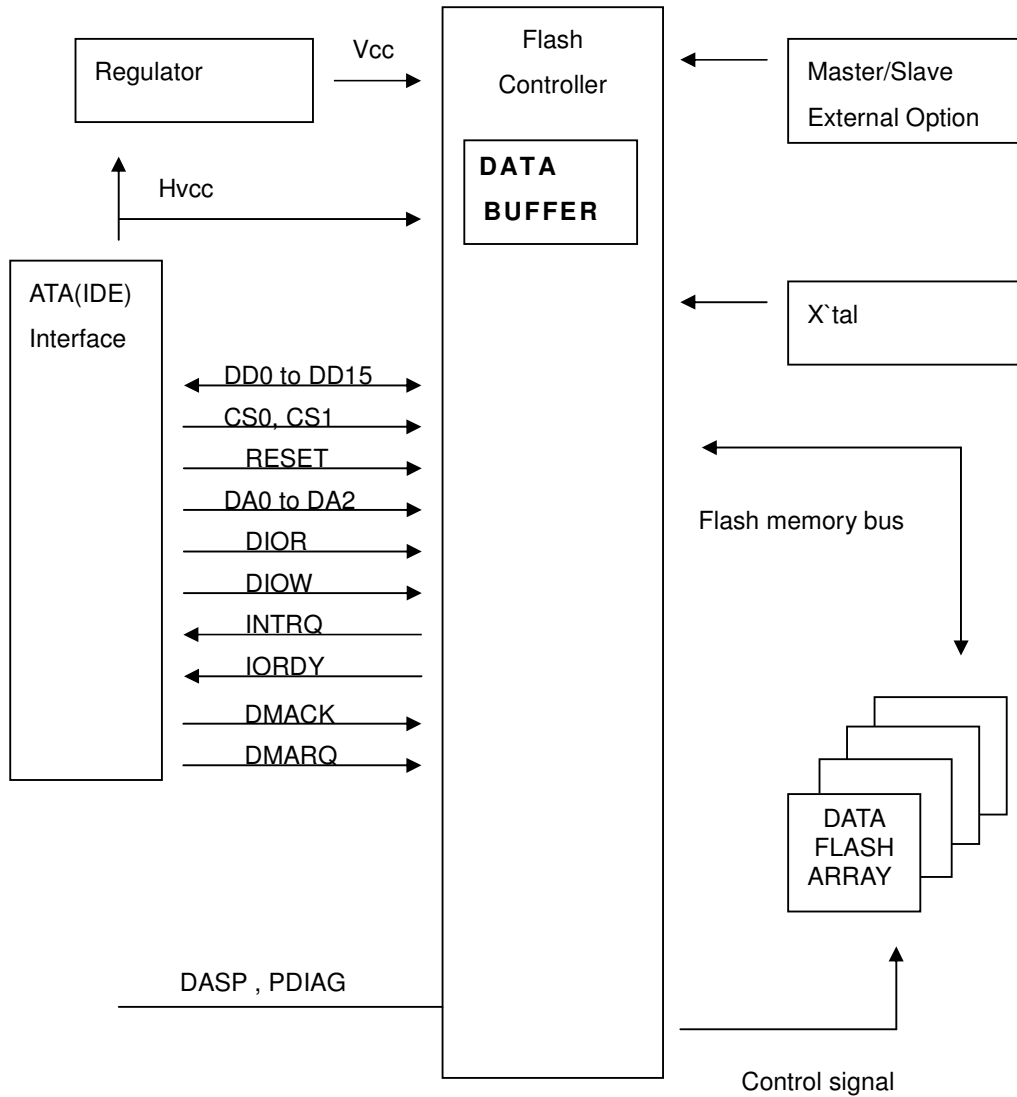 Regulator
Vcc
Flash
Controller
Master/Slave
External Option
DATA
BUFFER
Hvcc
ATA(IDE)
Interface
X`tal
DD0 to DD15
CS0, CS1
RESET
DA0 to DA2
DIOR
DIOW
INTRQ
IORDY
DMACK
DMARQ
Flash memory bus
DATA
FLASH
ARRAY
DASP , PDIAG
Control signal